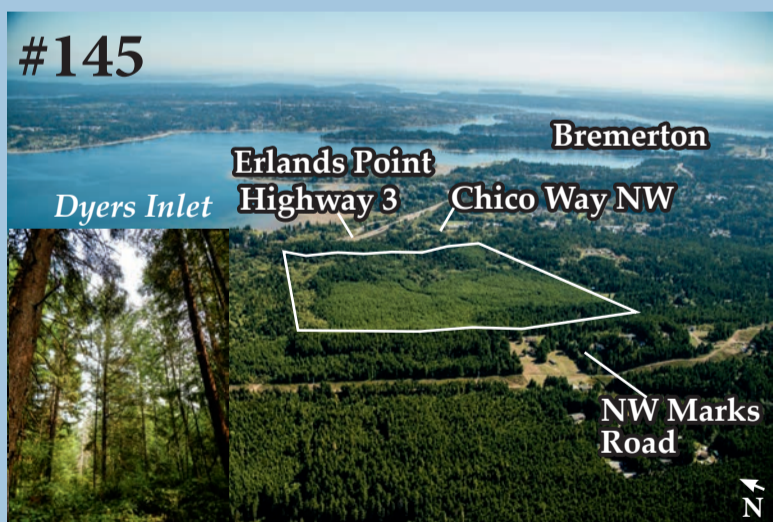 #145
Bremerton
Erlands Point
Highway 3
Chico Way NW
Dyers Inlet
NW Marks
Road
N